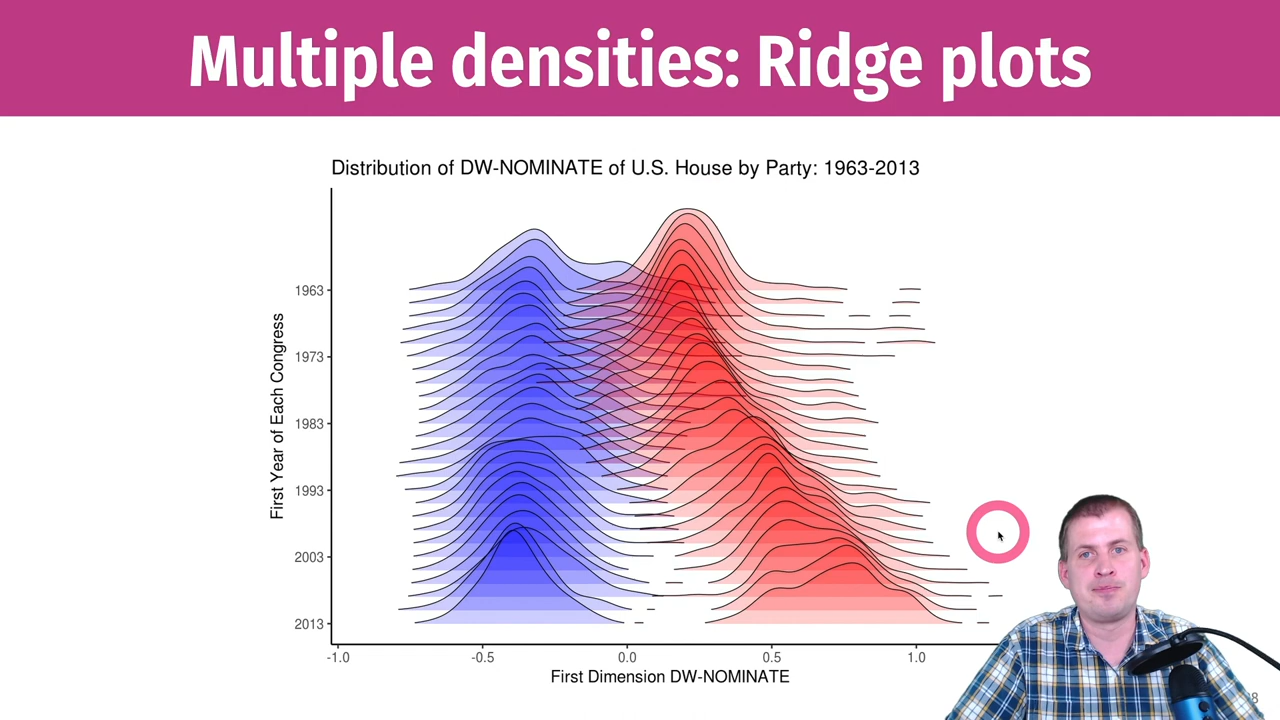 Multiple densities: Ridge plots
Distribution of DW-NOMINATE of U.S. House by Party: 1963-2013
First Year of Each Congress
1963
1973
1983
1993
2003
2013
-1.0 -0.5 0.0 0.5 1.0
First Dimension DW-NOMINATE